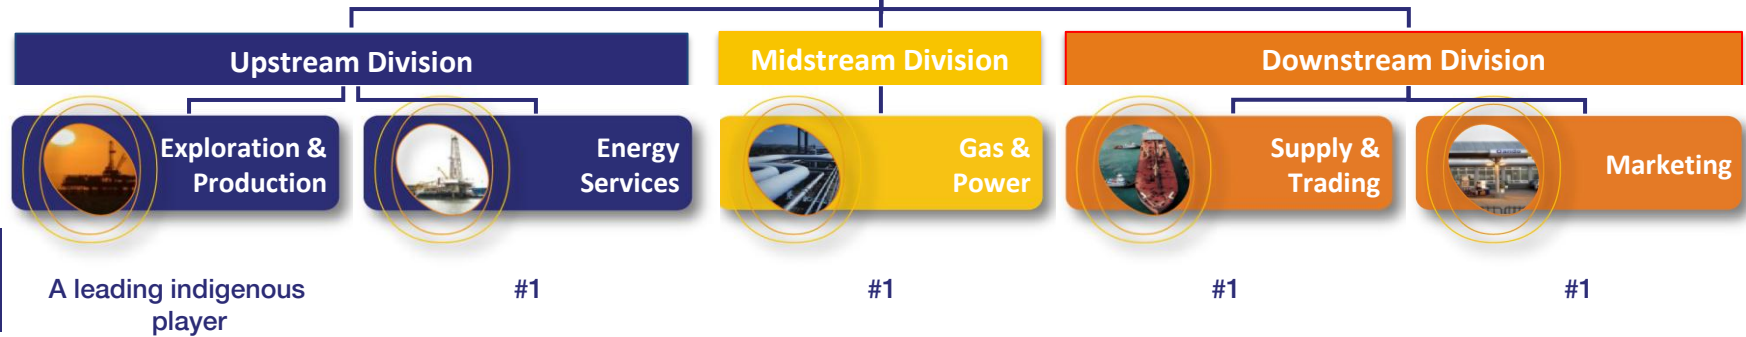 Upstream Division
Midstream Division
Downstream Division
Exploration &
Production
Energy
Services
Gas &
Power
Supply &
Trading
Marketing
A leading indigenous
player
#1
#1
#1
#1